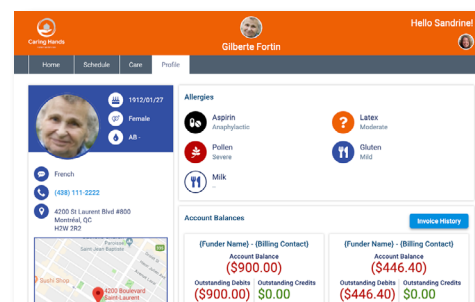 Caring Hands
Gilberte Fortin
Hello Sandrine!
Home
Schedule
Care
Profile
1912/01/27
Female
AB -
French
(438) 111-2222
4200 St Laurent Blvd #800
Montréal, QC
H2W 2R2
Parc
Saint-Jean-Baptiste
Sushi Shop
4200 Boulevard
Saint-Laurent
Allergies
Aspirin
Anaphylactic
Latex
Moderate
Pollen
Severe
Gluten
Mild
Milk
--
Account Balances
Invoice History
{Funder Name} - {Billing Contact}
Account
Balance
($900.00)
Outstanding Debits
Outstanding Credits
($900.00)
$0.00
{Funder Name} - {Billing Contact}
Account
Balance
($446.40)
Outstanding Debits
Outstanding Credits
($446.40)
$0.00